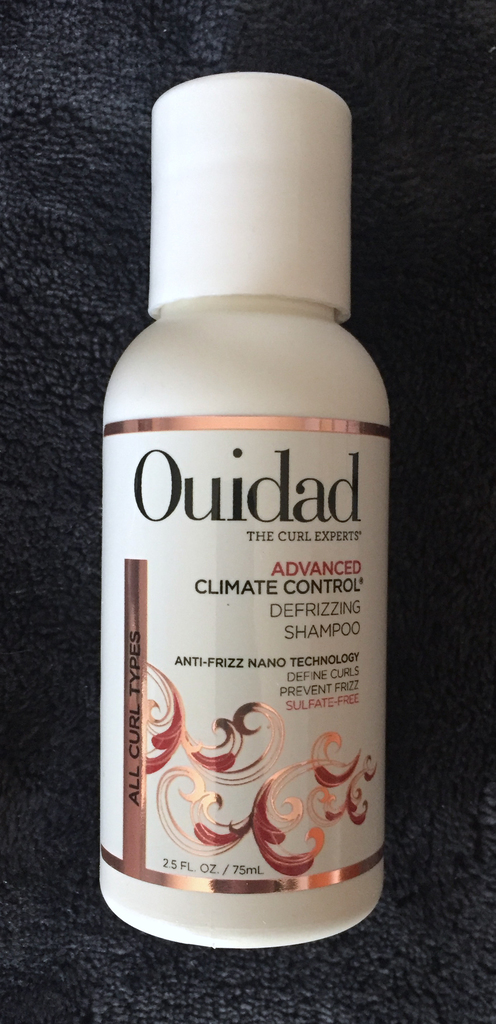 Ouidad
THE CURL EXPERTS®
ADVANCED
CLIMATE CONTROL®
DEFRIZZING
SHAMPOO
ANTI-FRIZZ NANO TECHNOLOGY
DEFINE CURLS
PREVENT FRIZZ
SULFATE-FREE
ALL CURL TYPES
2.5 FL. OZ. / 75mL